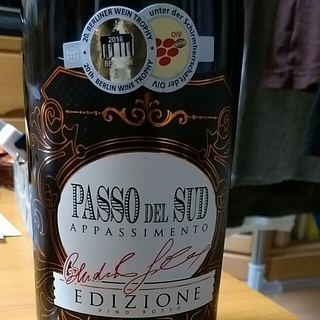 20. BERLINER WEIN TROPHY
unter der Schirmherrschaft der OIV
2016
20th BERLIN WINE TROPHY
OIV
PASSO DEL SUD
APPASSIMENTO
EDIZIONE
VINO ROSSO